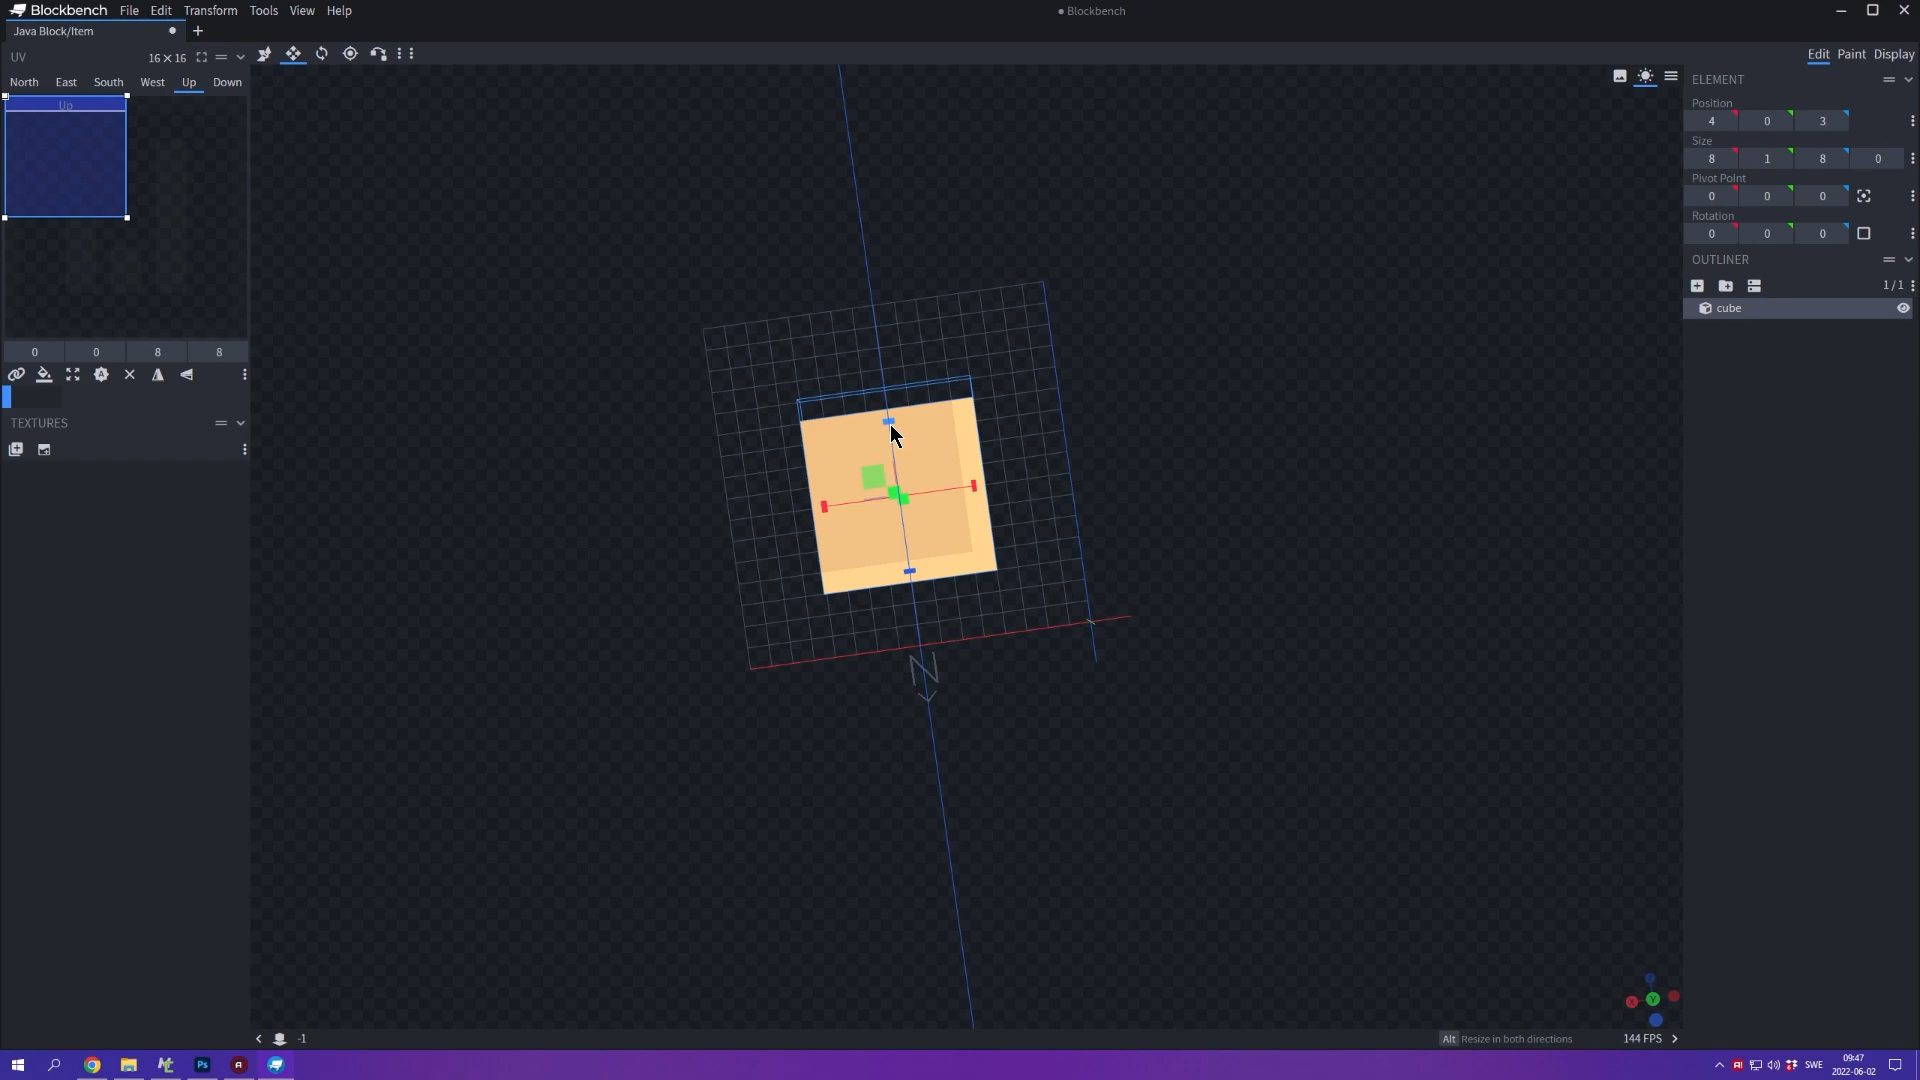 Blockbench File Edit Transform Tools View Help
● Blockbench
Java Block/Item
UV 16×16
North East South West Up Down
Edit Paint Display
Up
ELEMENT
Position
4 0 3
Size
8 1 8 0
Pivot Point
0 0 0
Rotation
0 0 0
OUTLINER
1/1
cube
0 0 8 8
TEXTURES
N
X Y
-1
Alt Resize in both directions
144 FPS
Ps
SWE
09:47
2022-06-02